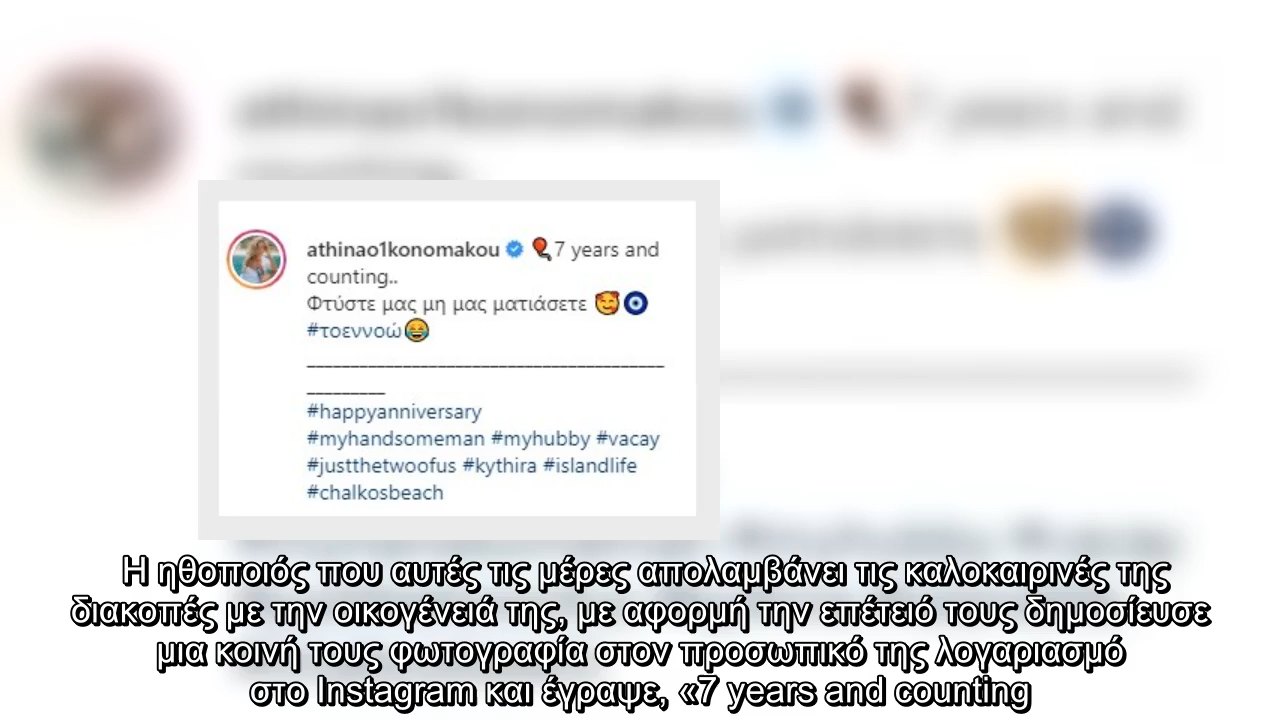 athinao1konomakou 7 years and
counting..
Φτύστε μας μη μας ματιάσετε
#τοεννοώ
#happyanniversary
#myhandsomeman #myhubby #vacay
#justthetwoofus #kythira #islandlife
#chalkosbeach
Η ηθοποιός που αυτές τις μέρες απολαμβάνει τις καλοκαιρινές της
διακοπές με την οικογένειά της, με αφορμή την επέτειό τους δημοσίευσε
μια κοινή τους φωτογραφία στον προσωπικό της λογαριασμό
στο Instagram και έγραψε, «7 years and counting